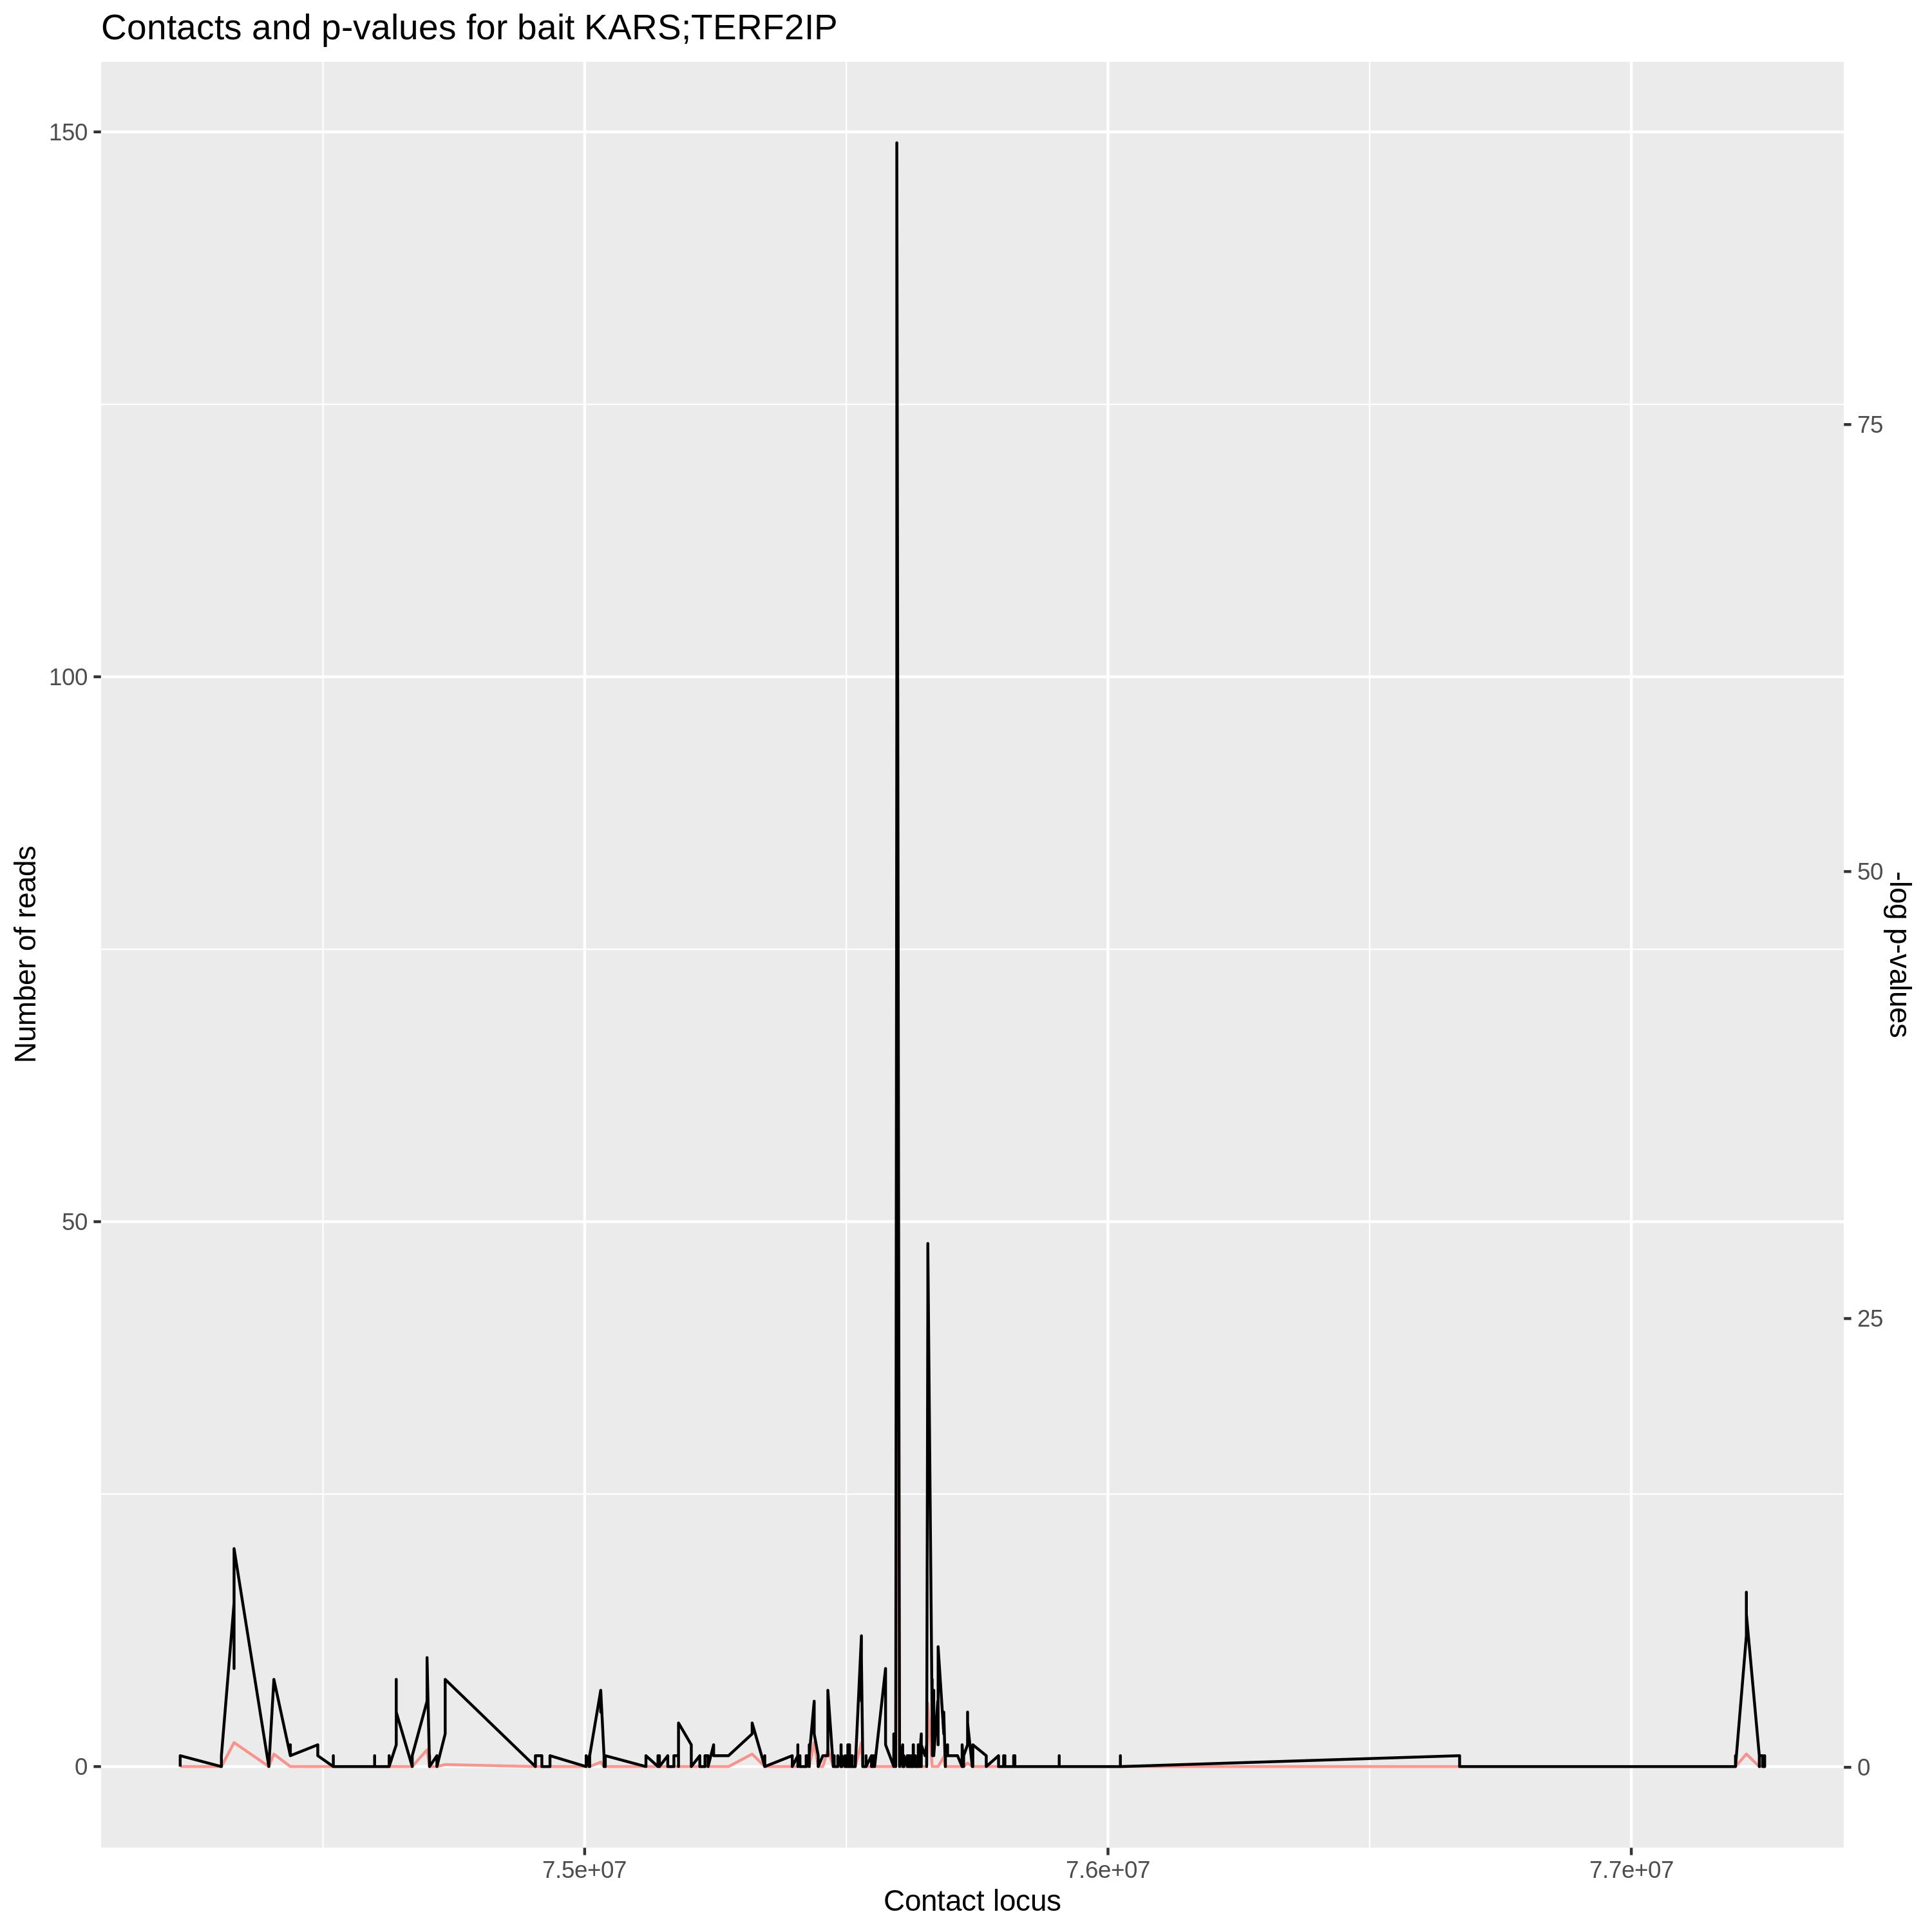 Contacts and p-values for bait KARS;TERF2IP
150
100
50
0
Number of reads
75
50
25
0
-log p-values
7.5e+07
7.6e+07
7.7e+07
Contact locus